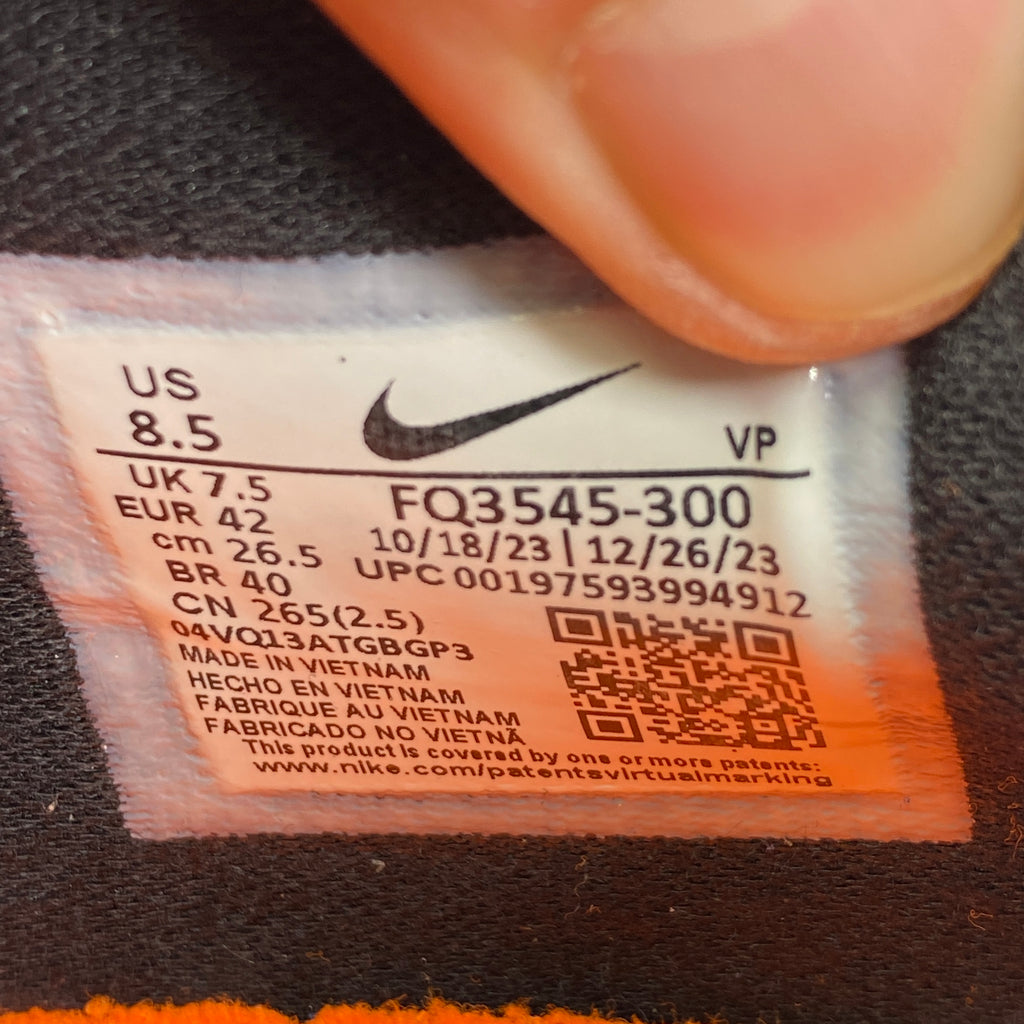 US
8.5
VP
UK 7.5
EUR 42
cm 26.5
BR 40
CN 265(2.5)
FQ3545-300
10/18/23 | 12/26/23
UPC 00197593994912
04VQ13ATGBGP3
MADE IN VIETNAM
HECHO EN VIETNAM
FABRIQUE AU VIETNAM
FABRICADO NO VIETNÃ
This product is covered by one or more patents:
www.nike.com/patentsvirtualmarking